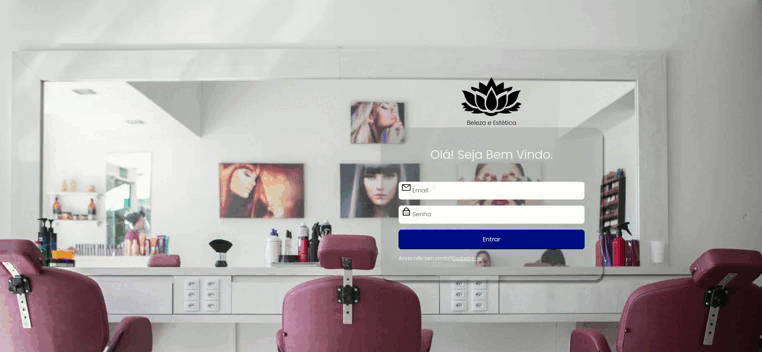 Beleza e Estética
Olá! Seja Bem Vindo.
Email
Senha
Entrar
Ainda não tem conta? Cadastre-se